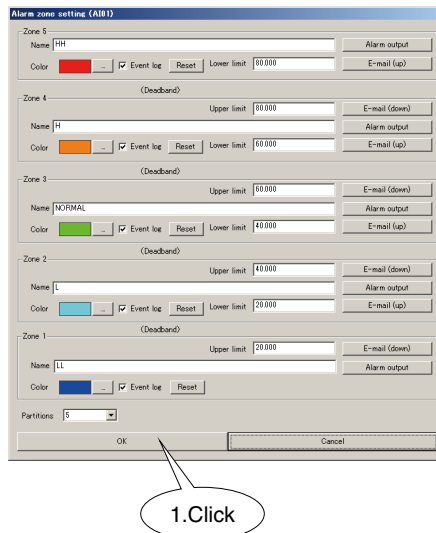 Alarm zone setting (AI01)
Zone 5
Name HH Alarm output
Color ... Event log Reset Lower limit 80.000 E-mail (up)
(Deadband)
Zone 4
Upper limit 80.000 E-mail (down)
Name H Alarm output
Color ... Event log Reset Lower limit 60.000 E-mail (up)
(Deadband)
Zone 3
Upper limit 60.000 E-mail (down)
Name NORMAL Alarm output
Color ... Event log Reset Lower limit 40.000 E-mail (up)
(Deadband)
Zone 2
Upper limit 40.000 E-mail (down)
Name L Alarm output
Color ... Event log Reset Lower limit 20.000 E-mail (up)
(Deadband)
Zone 1
Upper limit 20.000 E-mail (down)
Name LL Alarm output
Color ... Event log Reset
Partitions 5
OK Cancel
1.Click